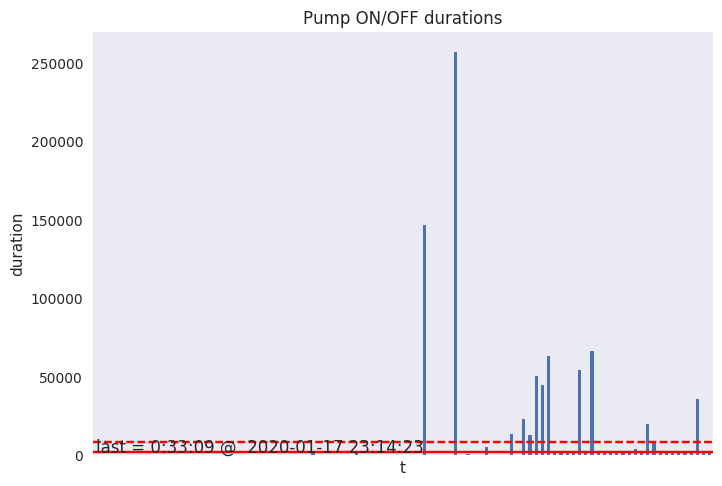 Pump ON/OFF durations
250000
200000
150000
100000
50000
0
duration
last = 0:33:09 @  2020-01-17 23:14:23
t